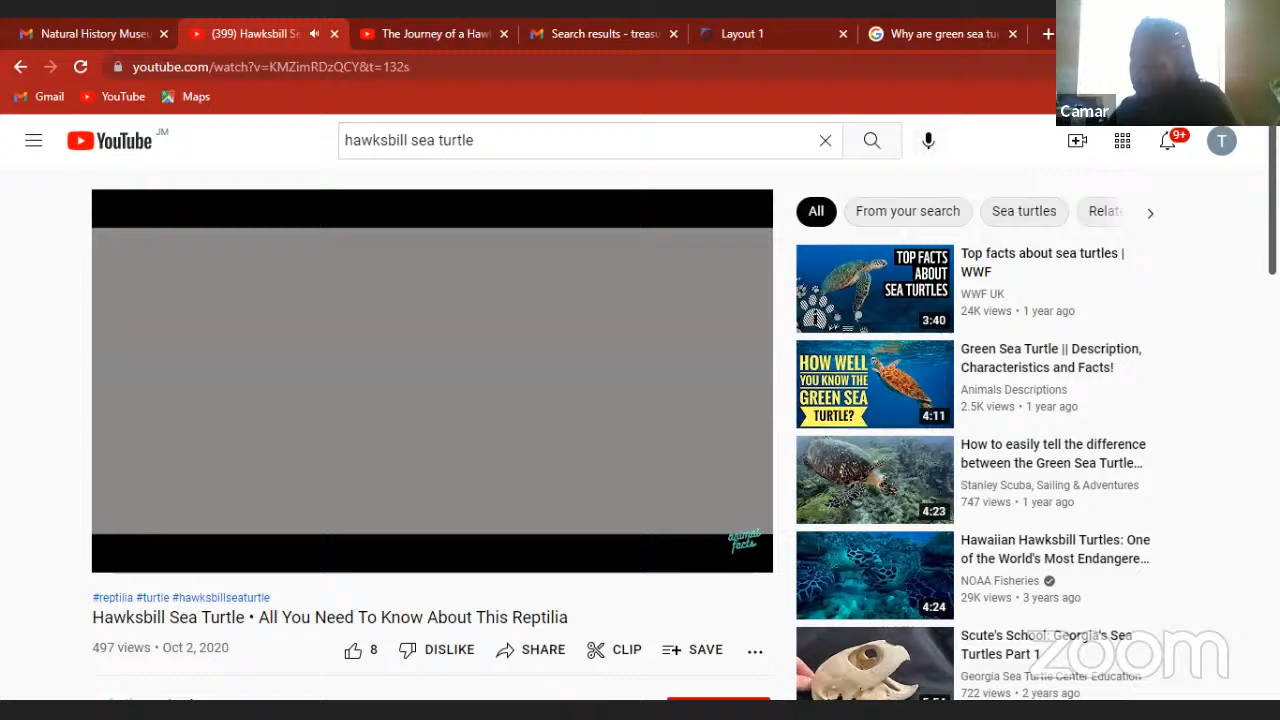 Natural History Museu
(399) Hawksbill Se
The Journey of a Haw
Search results - treasu
Layout 1
Why are green sea tu
youtube.com/watch?v=KMZimRDzQCY&t=132s
Gmail
YouTube
Maps
Camar
YouTube JM
hawksbill sea turtle
9+
T
All
From your search
Sea turtles
Relate
TOP FACTS
ABOUT
SEA TURTLES
3:40
Top facts about sea turtles |
WWF
WWF UK
24K views • 1 year ago
HOW WELL
YOU KNOW THE
GREEN SEA
TURTLE?
4:11
Green Sea Turtle || Description,
Characteristics and Facts!
Animals Descriptions
2.5K views • 1 year ago
4:23
How to easily tell the difference
between the Green Sea Turtle...
Stanley Scuba, Sailing & Adventures
747 views • 1 year ago
4:24
Hawaiian Hawksbill Turtles: One
of the World's Most Endangere...
NOAA Fisheries
29K views • 3 years ago
Scute's School: Georgia's Sea
Turtles Part 1
Georgia Sea Turtle Center Education
722 views • 2 years ago
animal
facts
#reptilia #turtle #hawksbillseaturtle
Hawksbill Sea Turtle • All You Need To Know About This Reptilia
497 views • Oct 2, 2020
8
DISLIKE
SHARE
CLIP
SAVE
zoom